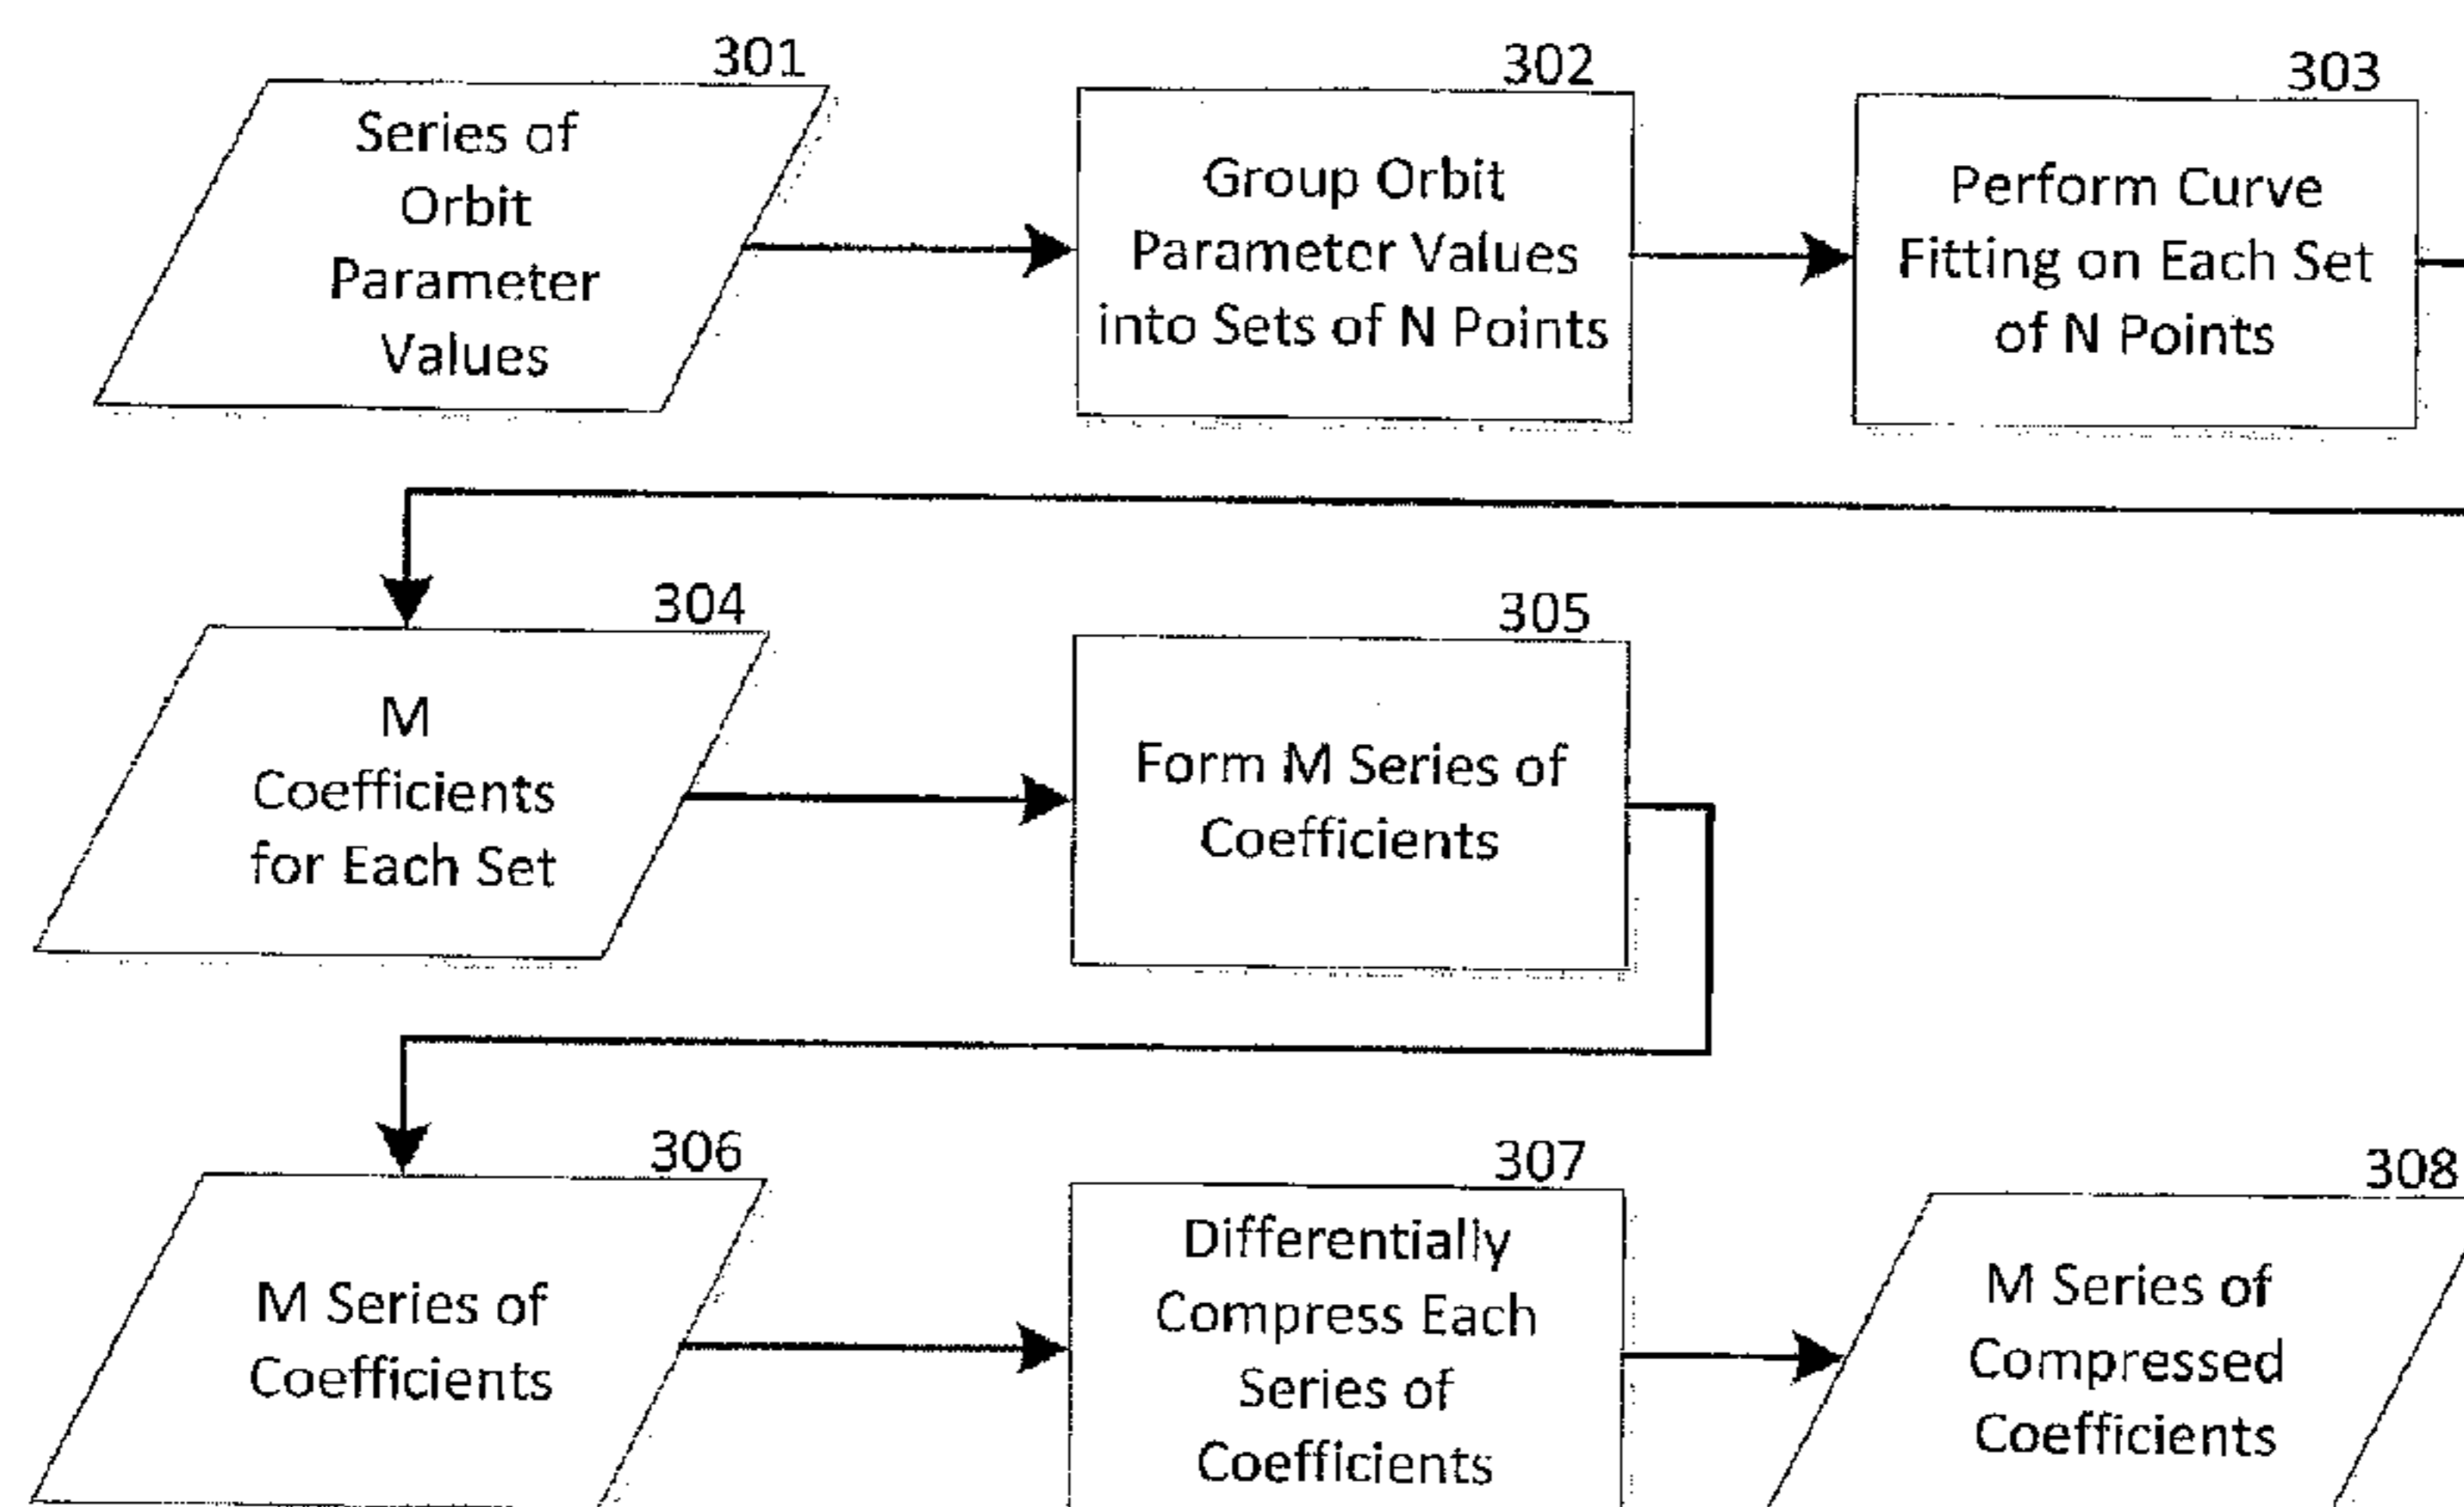 301
Series of
Orbit
Parameter
Values
302
Group Orbit
Parameter Values
into Sets of N Points
303
Perform Curve
Fitting on Each Set
of N Points
304
M
Coefficients
for Each Set
305
Form M Series of
Coefficients
306
M Series of
Coefficients
307
Differentially
Compress Each
Series of
Coefficients
308
M Series of
Compressed
Coefficients